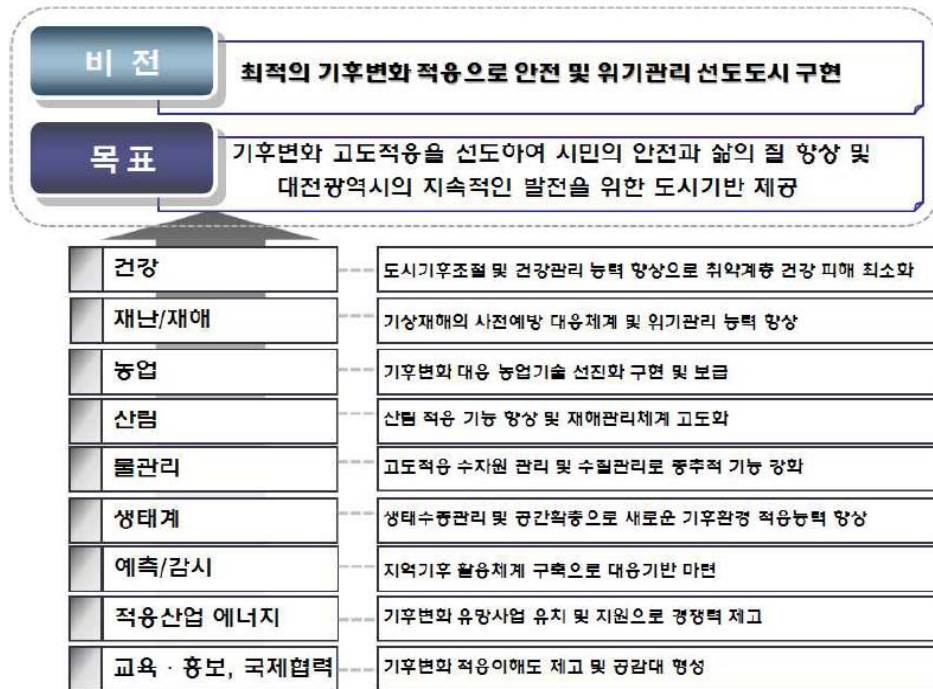 비 전
최적의 기후변화 적응으로 안전 및 위기관리 선도도시 구현
목 표
기후변화 고도적응을 선도하여 시민의 안전과 삶의 질 향상 및
대전광역시의 지속적인 발전을 위한 도시기반 제공
건강
도시기후조절 및 건강관리 능력 향상으로 취약계층 건강 피해 최소화
재난/재해
기상재해의 사전예방 대응체계 및 위기관리 능력 향상
농업
기후변화 대응 농업기술 선진화 구현 및 보급
산림
산림 적응 기능 향상 및 재해관리체계 고도화
물관리
고도적응 수자원 관리 및 수질관리로 중추적 기능 강화
생태계
생태수종관리 및 공간확충으로 새로운 기후환경 적응능력 향상
예측/감시
지역기후 활용체계 구축으로 대응기반 마련
적응산업 에너지
기후변화 유망사업 유치 및 지원으로 경쟁력 제고
교육 · 홍보, 국제협력
기후변화 적응이해도 제고 및 공감대 형성